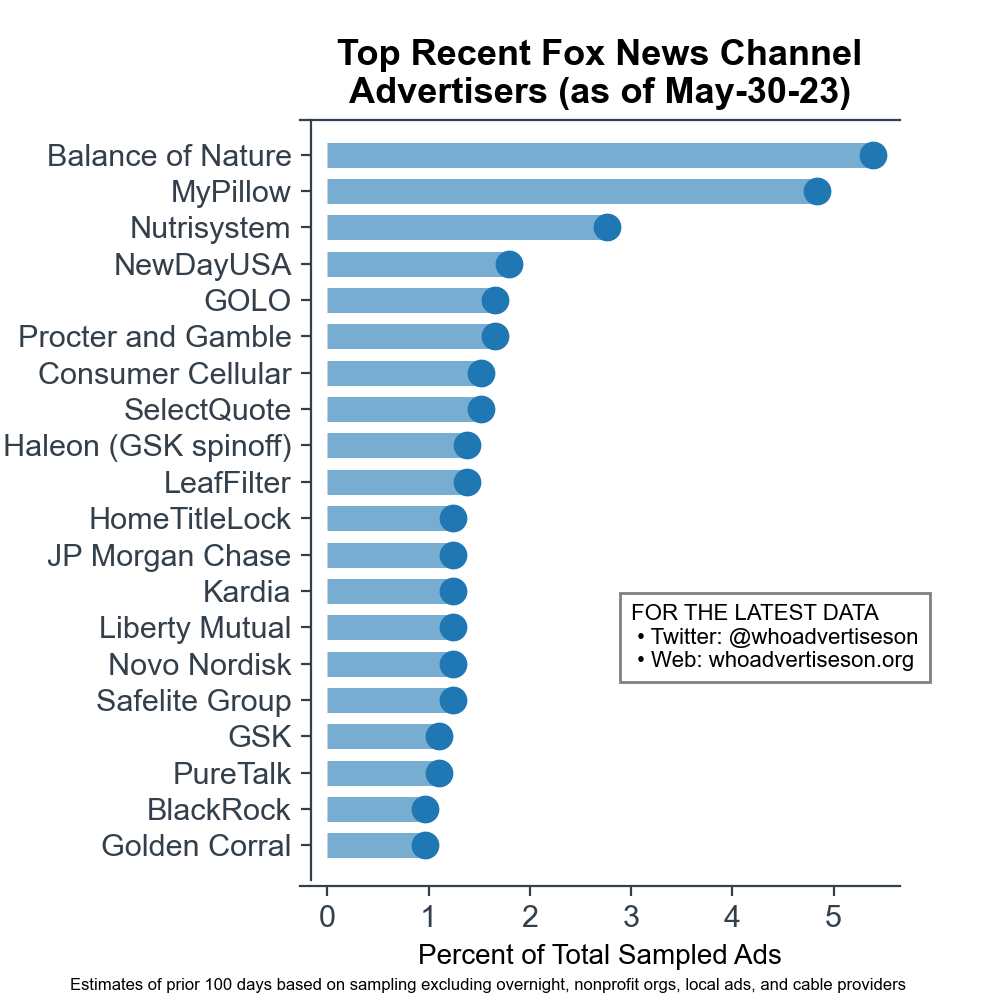 Top Recent Fox News Channel
Advertisers (as of May-30-23)
Balance of Nature
MyPillow
Nutrisystem
NewDayUSA
GOLO
Procter and Gamble
Consumer Cellular
SelectQuote
Haleon (GSK spinoff)
LeafFilter
HomeTitleLock
JP Morgan Chase
Kardia
Liberty Mutual
Novo Nordisk
Safelite Group
GSK
PureTalk
BlackRock
Golden Corral
FOR THE LATEST DATA
• Twitter: @whoadvertiseson
• Web: whoadvertiseson.org
0 1 2 3 4 5
Percent of Total Sampled Ads
Estimates of prior 100 days based on sampling excluding overnight, nonprofit orgs, local ads, and cable providers